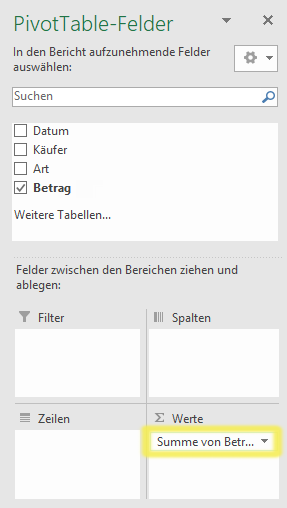 PivotTable-Felder
In den Bericht aufzunehmende Felder
auswählen:
Suchen
Datum
Käufer
Art
Betrag
Weitere Tabellen...
Felder zwischen den Bereichen ziehen und
ablegen:
Filter
Spalten
Zeilen
Σ Werte
Summe von Betr...